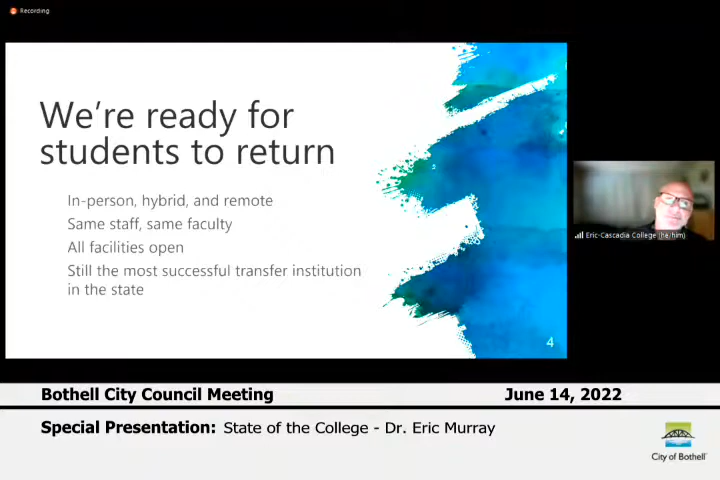 Recording
We're ready for
students to return
In-person, hybrid, and remote
Same staff, same faculty
All facilities open
Still the most successful transfer institution
in the state
4
Eric-Cascadia College (he/him)
Bothell City Council Meeting
June 14, 2022
Special Presentation: State of the College - Dr. Eric Murray
City of Bothell